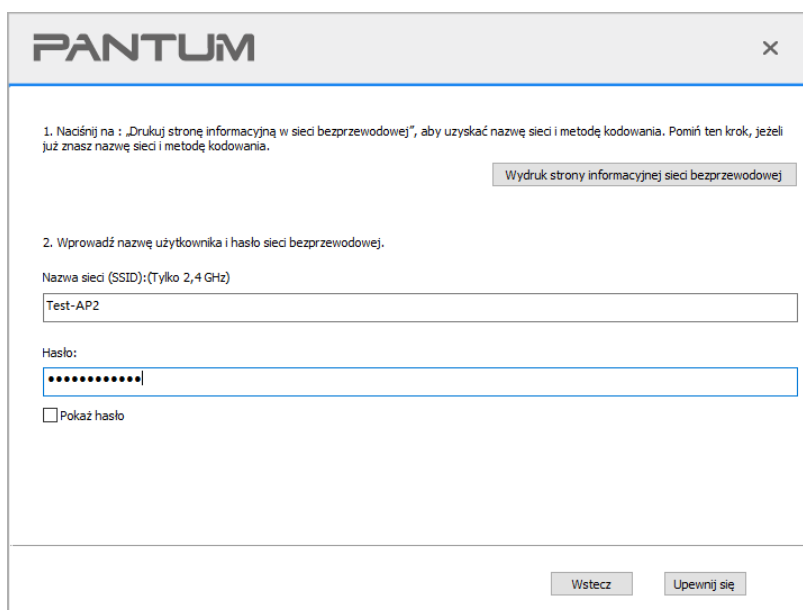 PANTUM
1. Naciśnij na : „Drukuj stronę informacyjną w sieci bezprzewodowej”, aby uzyskać nazwę sieci i metodę kodowania. Pomiń ten krok, jeżeli
już znasz nazwę sieci i metodę kodowania.
Wydruk strony informacyjnej sieci bezprzewodowej
2. Wprowadź nazwę użytkownika i hasło sieci bezprzewodowej.
Nazwa sieci (SSID):(Tylko 2,4 GHz)
Test-AP2
Hasło:
••••••••••••
Pokaż hasło
Wstecz
Upewnij się